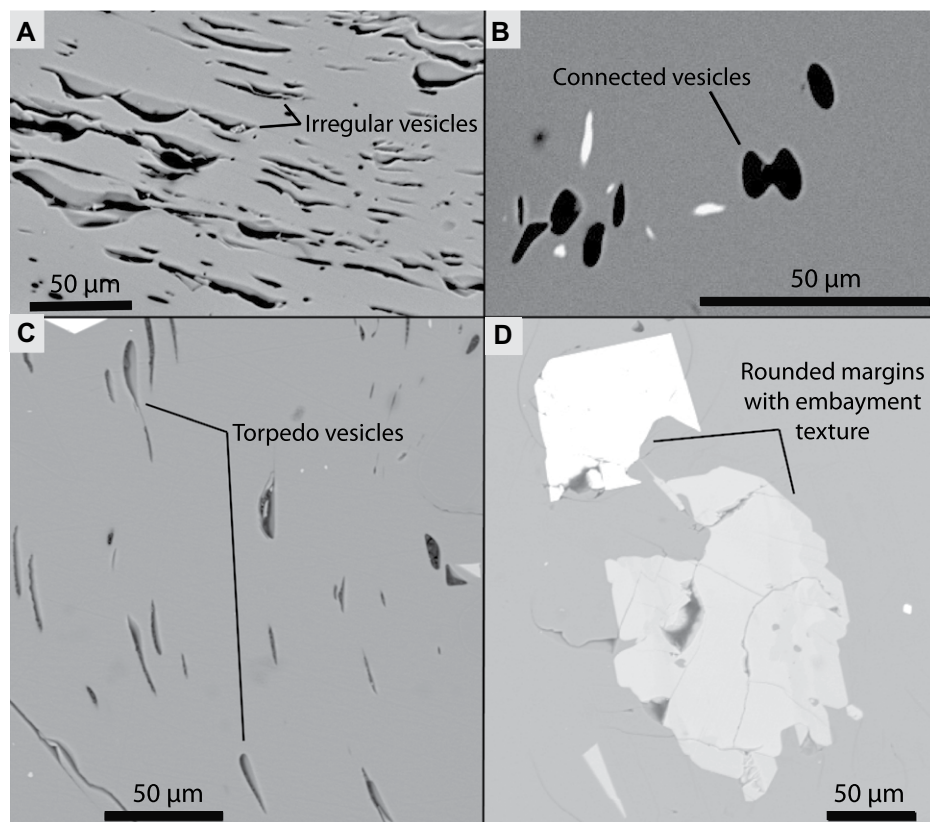 A
Irregular vesicles
50 µm
B
Connected vesicles
50 µm
C
Torpedo vesicles
50 µm
D
Rounded margins
with embayment
texture
50 µm